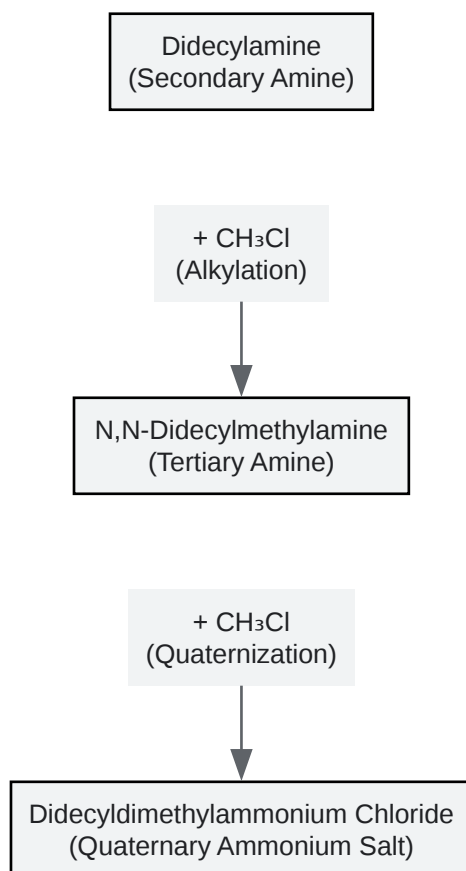 Didecylamine
(Secondary Amine)
+ CH₃Cl
(Alkylation)
N,N-Didecylmethylamine
(Tertiary Amine)
+ CH₃Cl
(Quaternization)
Didecyldimethylammonium Chloride
(Quaternary Ammonium Salt)